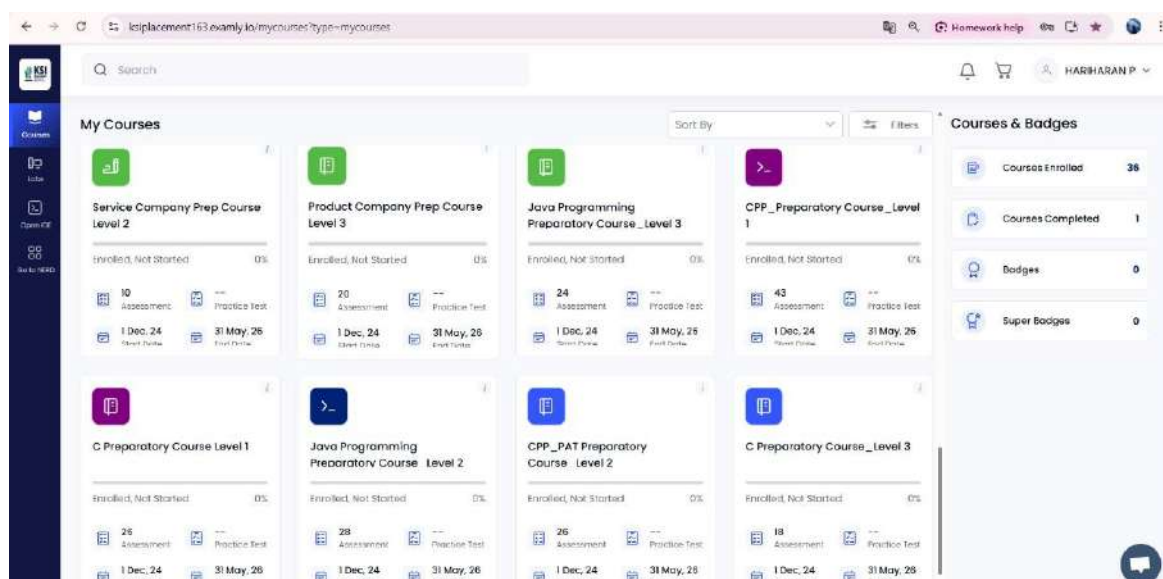 ksiplacement163.examly.io/mycourses?type=mycourses
Homework help
KSI
Search
HARIHARAN P
Courses
Labs
Open IDE
Go to NERD
My Courses
Sort By
Filters
Service Company Prep Course
Level 2
Enrolled, Not Started 0%
10
Assessment
--
Practice Test
1 Dec, 24
Start Date
31 May, 26
End Date
Product Company Prep Course
Level 3
Enrolled, Not Started 0%
20
Assessment
--
Practice Test
1 Dec, 24
Start Date
31 May, 26
End Date
Java Programming
Preparatory Course_Level 3
Enrolled, Not Started 0%
24
Assessment
--
Practice Test
1 Dec, 24
Start Date
31 May, 26
End Date
CPP_Preparatory Course_Level
1
Enrolled, Not Started 0%
43
Assessment
--
Practice Test
1 Dec, 24
Start Date
31 May, 26
End Date
C Preparatory Course Level 1
Enrolled, Not Started 0%
26
Assessment
--
Practice Test
1 Dec, 24
31 May, 26
Java Programming
Preparatory Course Level 2
Enrolled, Not Started 0%
28
Assessment
--
Practice Test
1 Dec, 24
31 May, 26
CPP_PAT Preparatory
Course Level 2
Enrolled, Not Started 0%
26
Assessment
--
Practice Test
1 Dec, 24
31 May, 26
C Preparatory Course_Level 3
Enrolled, Not Started 0%
18
Assessment
--
Practice Test
1 Dec, 24
31 May, 26
Courses & Badges
Courses Enrolled 36
Courses Completed 1
Badges 0
Super Badges 0